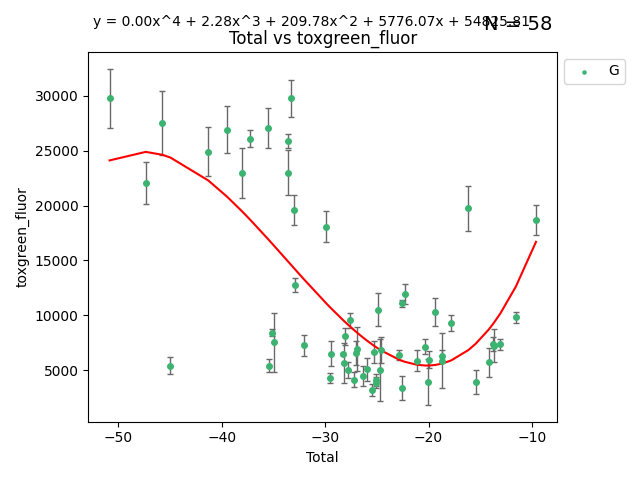 y = 0.00x^4 + 2.28x^3 + 209.78x^2 + 5776.07x + 54825.81
N = 58
Total vs toxgreen_fluor
G
30000
25000
20000
15000
10000
5000
toxgreen_fluor
−50 −40 −30 −20 −10
Total